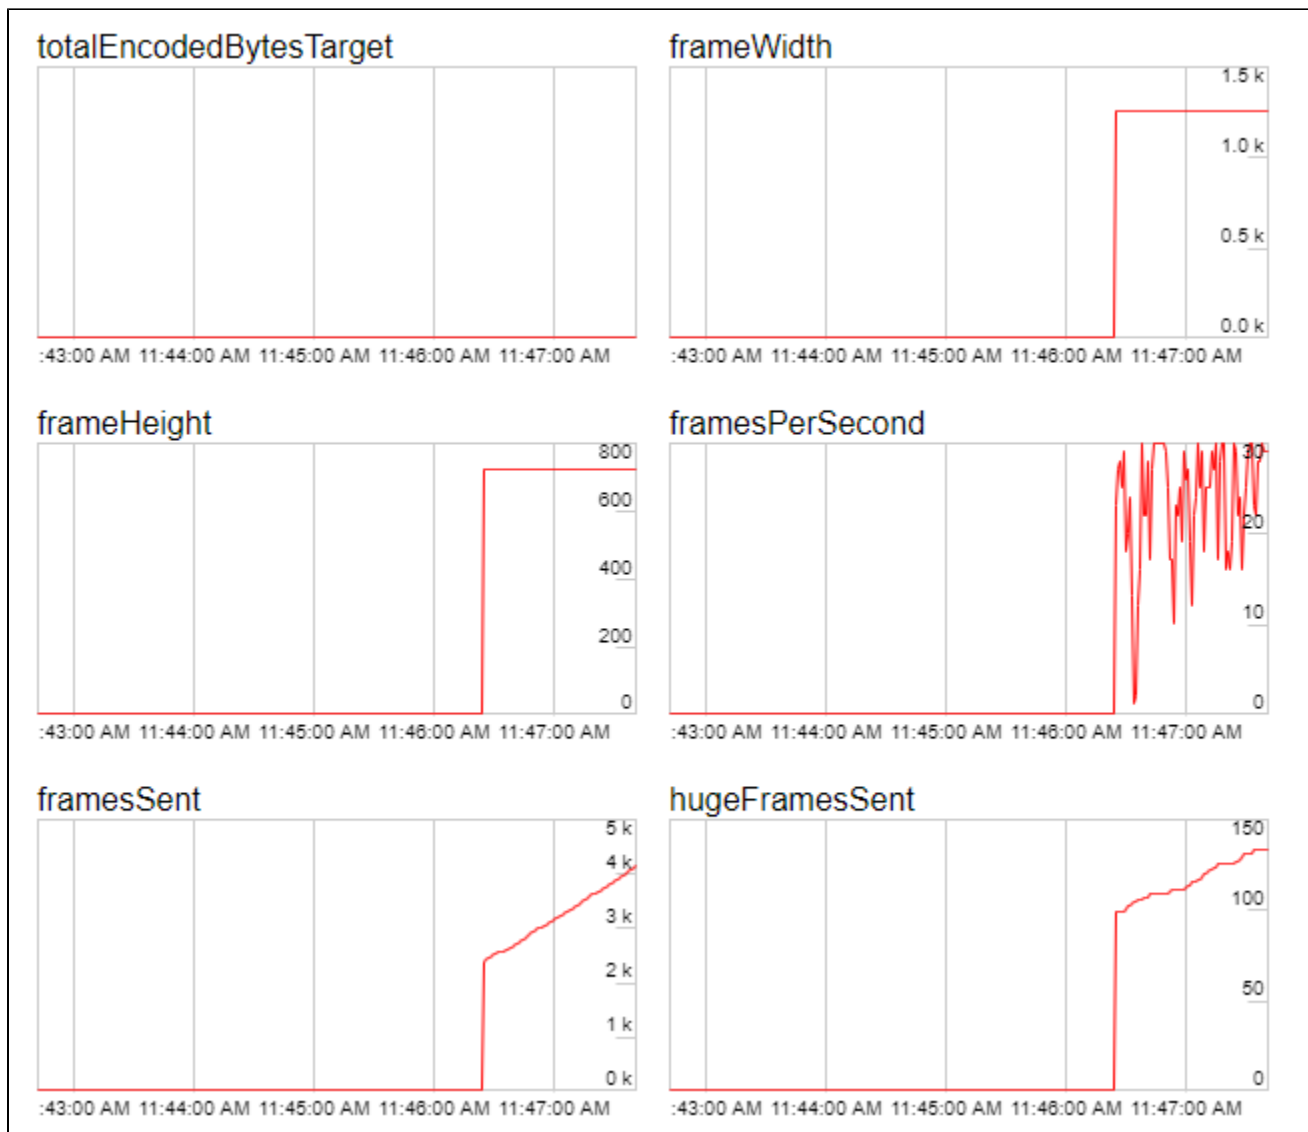 totalEncodedBytesTarget
:43:00 AM 11:44:00 AM 11:45:00 AM 11:46:00 AM 11:47:00 AM
frameWidth
1.5 k
1.0 k
0.5 k
0.0 k
:43:00 AM 11:44:00 AM 11:45:00 AM 11:46:00 AM 11:47:00 AM
frameHeight
800
600
400
200
0
:43:00 AM 11:44:00 AM 11:45:00 AM 11:46:00 AM 11:47:00 AM
framesPerSecond
30
20
10
0
:43:00 AM 11:44:00 AM 11:45:00 AM 11:46:00 AM 11:47:00 AM
framesSent
5 k
4 k
3 k
2 k
1 k
0 k
:43:00 AM 11:44:00 AM 11:45:00 AM 11:46:00 AM 11:47:00 AM
hugeFramesSent
150
100
50
0
:43:00 AM 11:44:00 AM 11:45:00 AM 11:46:00 AM 11:47:00 AM